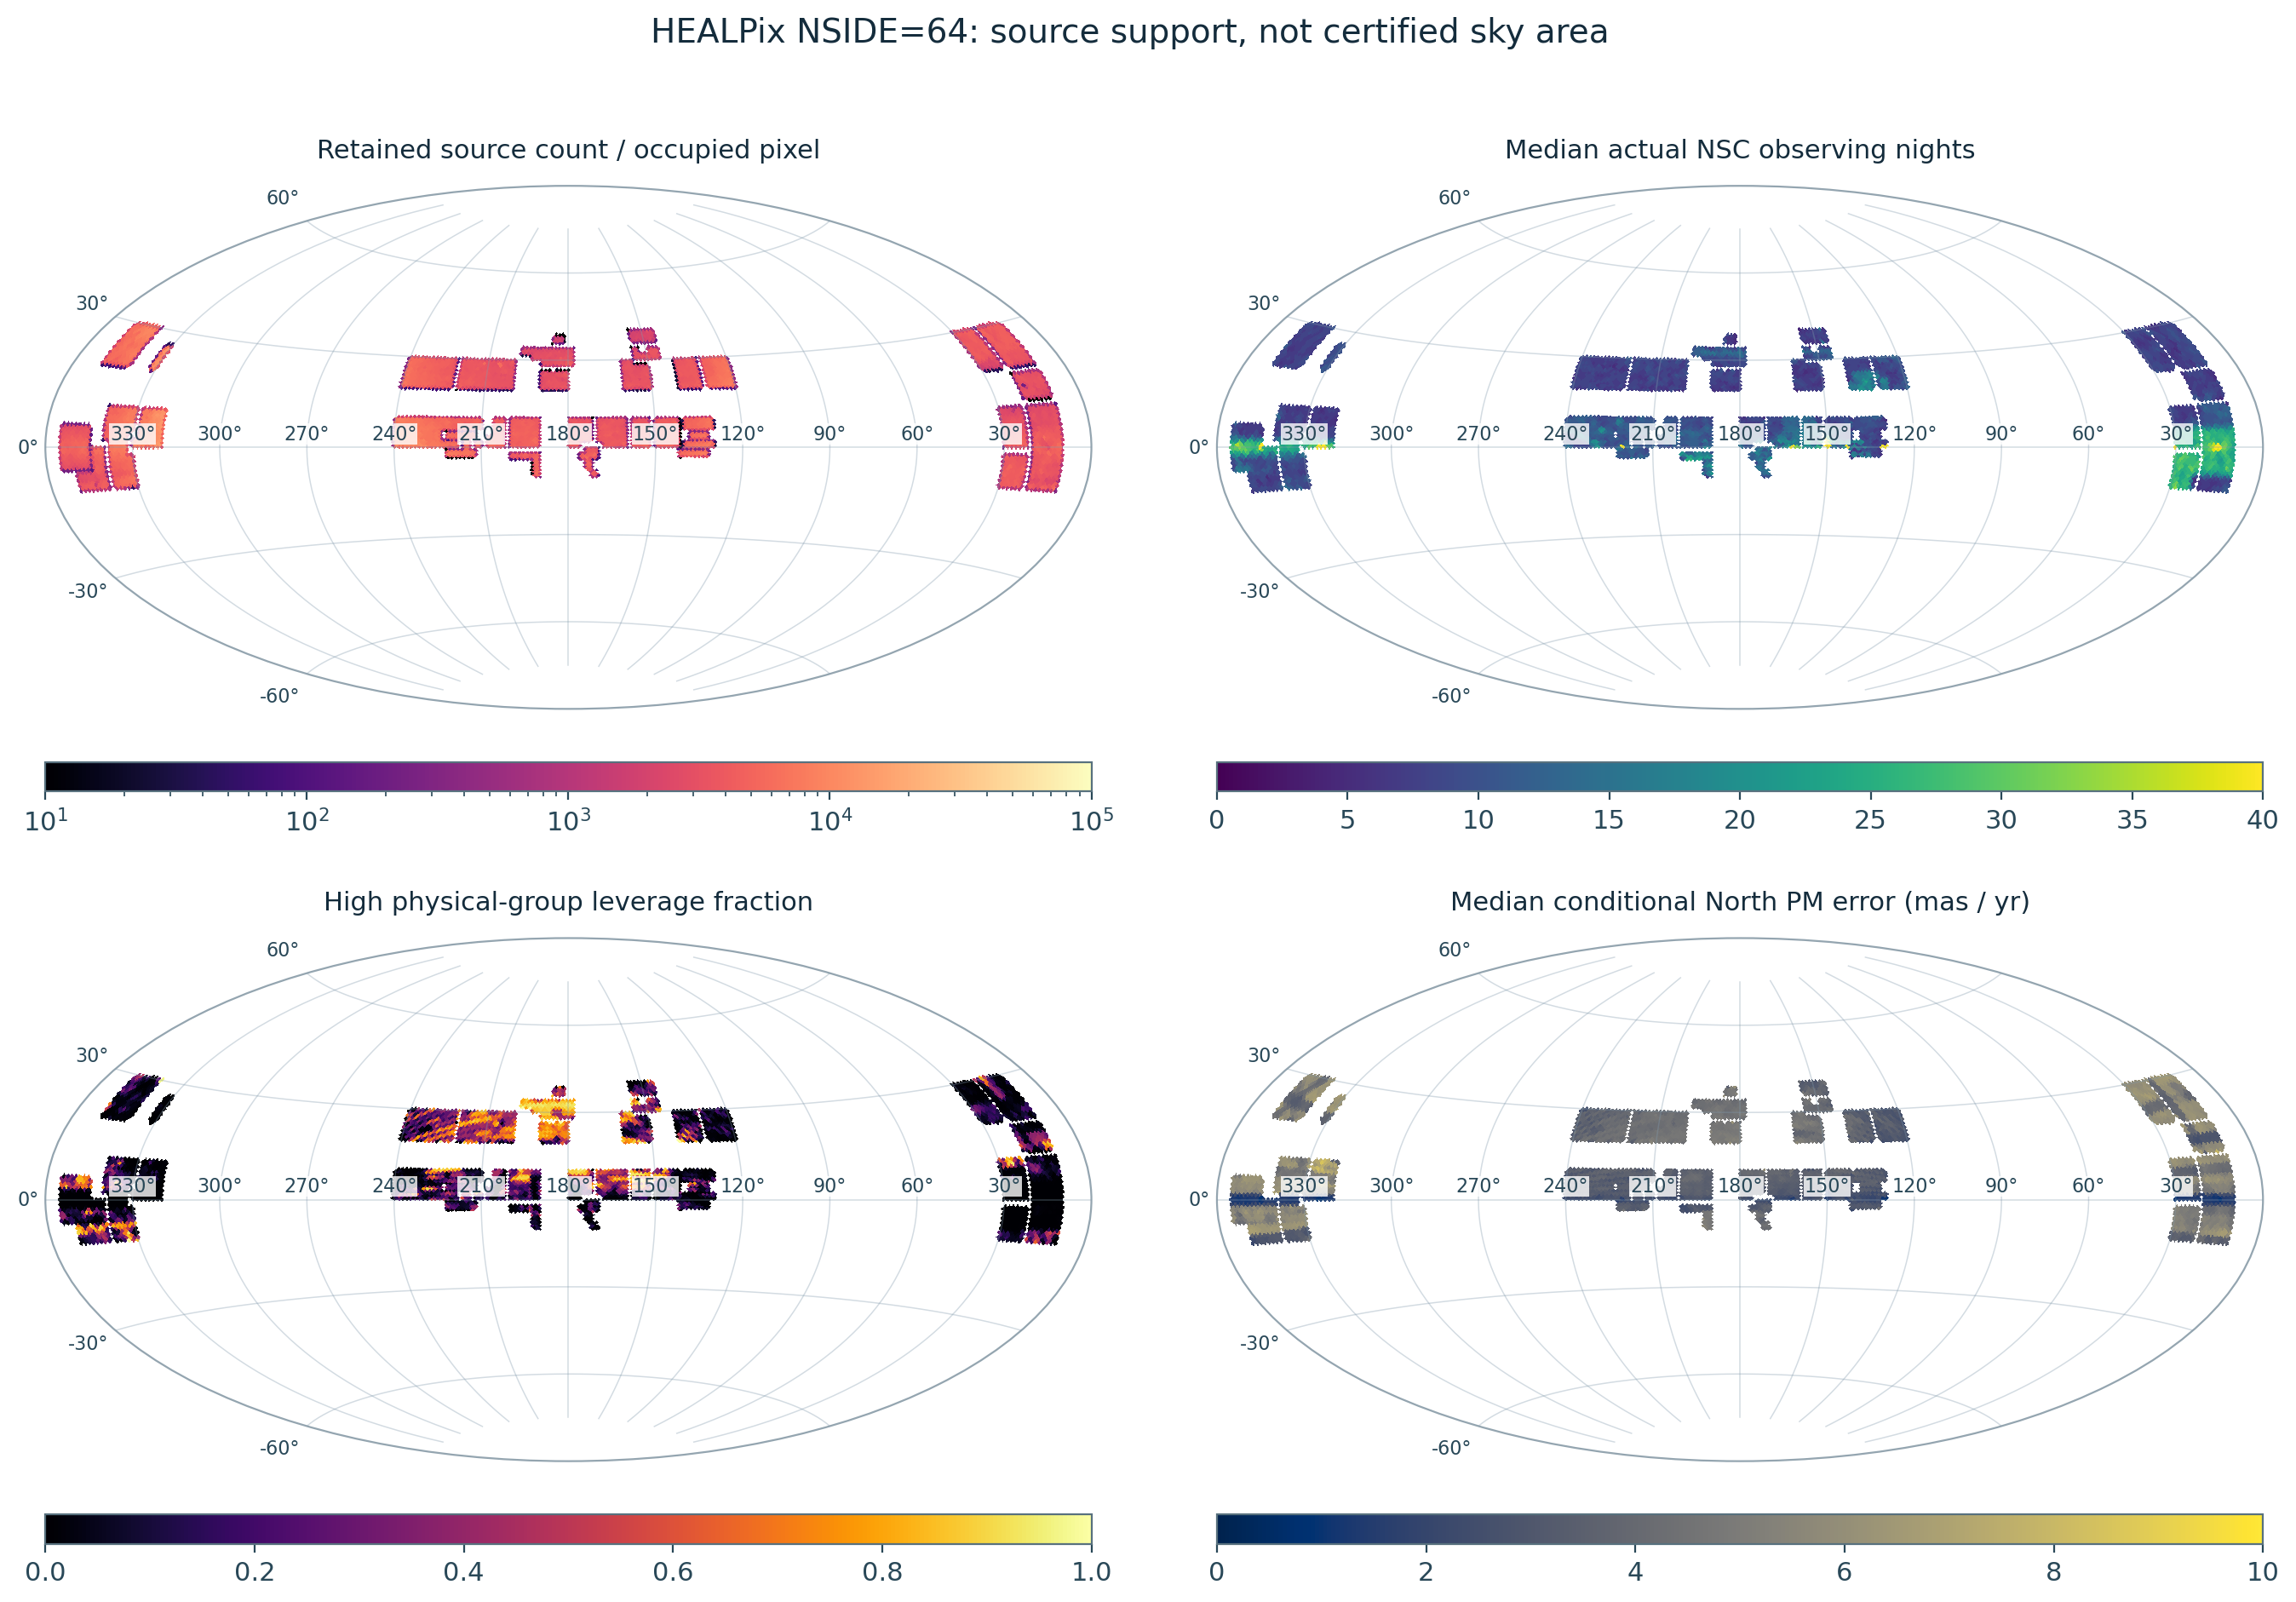 HEALPix NSIDE=64: source support, not certified sky area
Retained source count / occupied pixel
60°
30°
0°
330° 300° 270° 240° 210° 180° 150° 120° 90° 60° 30°
-30°
-60°
10¹ 10² 10³ 10⁴ 10⁵
Median actual NSC observing nights
60°
30°
0°
330° 300° 270° 240° 210° 180° 150° 120° 90° 60° 30°
-30°
-60°
0 5 10 15 20 25 30 35 40
High physical-group leverage fraction
60°
30°
0°
330° 300° 270° 240° 210° 180° 150° 120° 90° 60° 30°
-30°
-60°
0.0 0.2 0.4 0.6 0.8 1.0
Median conditional North PM error (mas / yr)
60°
30°
0°
330° 300° 270° 240° 210° 180° 150° 120° 90° 60° 30°
-30°
-60°
0 2 4 6 8 10